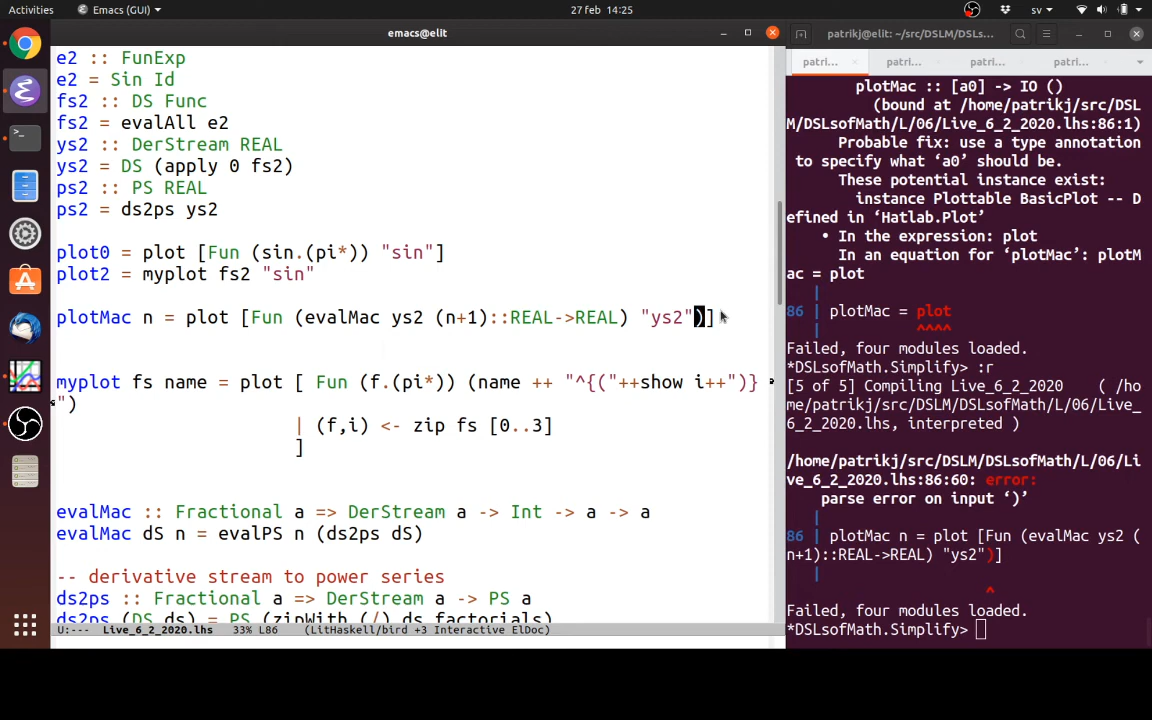 Activities
Emacs (GUI)
27 feb 14:25
sv
emacs@elit
e2 :: FunExp
e2 = Sin Id
fs2 :: DS Func
fs2 = evalAll e2
ys2 :: DerStream REAL
ys2 = DS (apply 0 fs2)
ps2 :: PS REAL
ps2 = ds2ps ys2
plot0 = plot [Fun (sin.(pi*)) "sin"]
plot2 = myplot fs2 "sin"
plotMac n = plot [Fun (evalMac ys2 (n+1)::REAL->REAL) "ys2")]
myplot fs name = plot [ Fun (f.(pi*)) (name ++ "^{("++show i++")}
")
| (f,i) <- zip fs [0..3]
]
evalMac :: Fractional a => DerStream a -> Int -> a -> a
evalMac dS n = evalPS n (ds2ps dS)
-- derivative stream to power series
ds2ps :: Fractional a => DerStream a -> PS a
ds2ps (DS ds) = PS (zipWith (/) ds factorials)
U:--- Live_6_2_2020.lhs 33% L86 (LitHaskell/bird +3 Interactive ElDoc)
patrikj@elit: ~/src/DSLM/DSLs...
patri...
patri...
patri...
patri...
plotMac :: [a0] -> IO ()
(bound at /home/patrikj/src/DSL
M/DSLsofMath/L/06/Live_6_2_2020.lhs:86:1)
Probable fix: use a type annotation
to specify what ‘a0’ should be.
These potential instance exist:
instance Plottable BasicPlot -- D
efined in ‘Hatlab.Plot’
• In the expression: plot
In an equation for ‘plotMac’: plotM
ac = plot
|
86 | plotMac = plot
| ^^^^
Failed, four modules loaded.
*DSLsofMath.Simplify> :r
[5 of 5] Compiling Live_6_2_2020 ( /ho
me/patrikj/src/DSLM/DSLsofMath/L/06/Live_
6_2_2020.lhs, interpreted )
/home/patrikj/src/DSLM/DSLsofMath/L/06/Li
ve_6_2_2020.lhs:86:60: error:
parse error on input ‘)’
|
86 | plotMac n = plot [Fun (evalMac ys2 (
n+1)::REAL->REAL) "ys2")]
|
^
Failed, four modules loaded.
*DSLsofMath.Simplify>